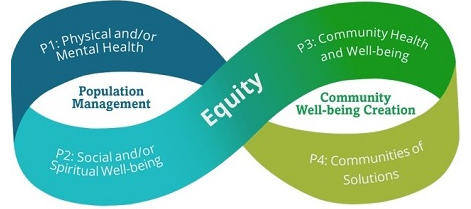 P1: Physical and/or
Mental Health
Population
Management
P2: Social and/or
Spiritual Well-being
Equity
P3: Community Health
and Well-being
Community
Well-being Creation
P4: Communities of
Solutions